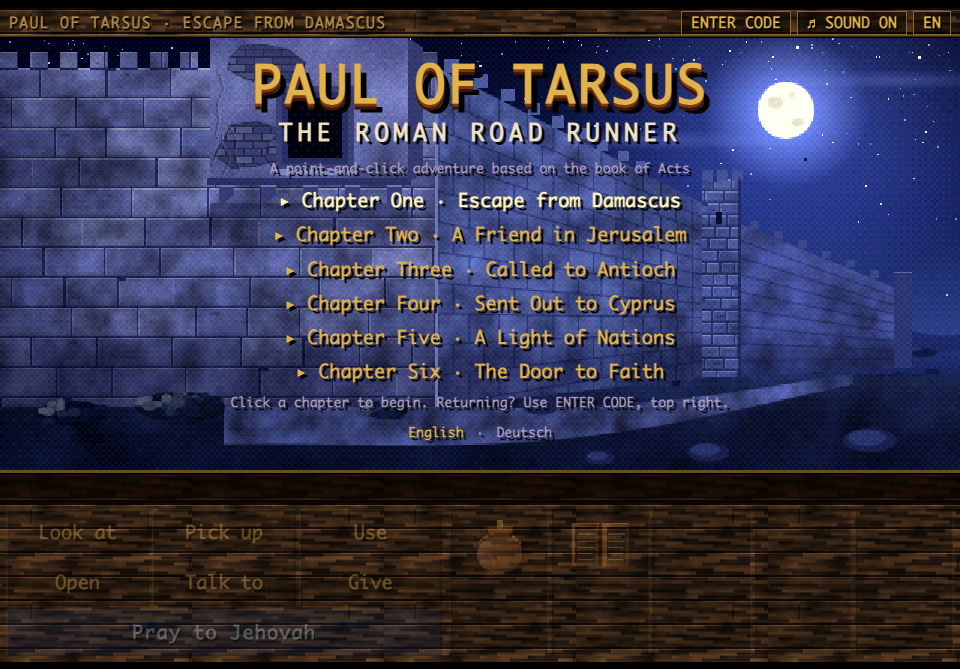 PAUL OF TARSUS · ESCAPE FROM DAMASCUS
ENTER CODE
♬ SOUND ON
EN
PAUL OF TARSUS
THE ROMAN ROAD RUNNER
A point-and-click adventure based on the book of Acts
▸ Chapter One · Escape from Damascus
▸ Chapter Two · A Friend in Jerusalem
▸ Chapter Three · Called to Antioch
▸ Chapter Four · Sent Out to Cyprus
▸ Chapter Five · A Light of Nations
▸ Chapter Six · The Door to Faith
Click a chapter to begin. Returning? Use ENTER CODE, top right.
English · Deutsch
Look at
Pick up
Use
Open
Talk to
Give
Pray to Jehovah